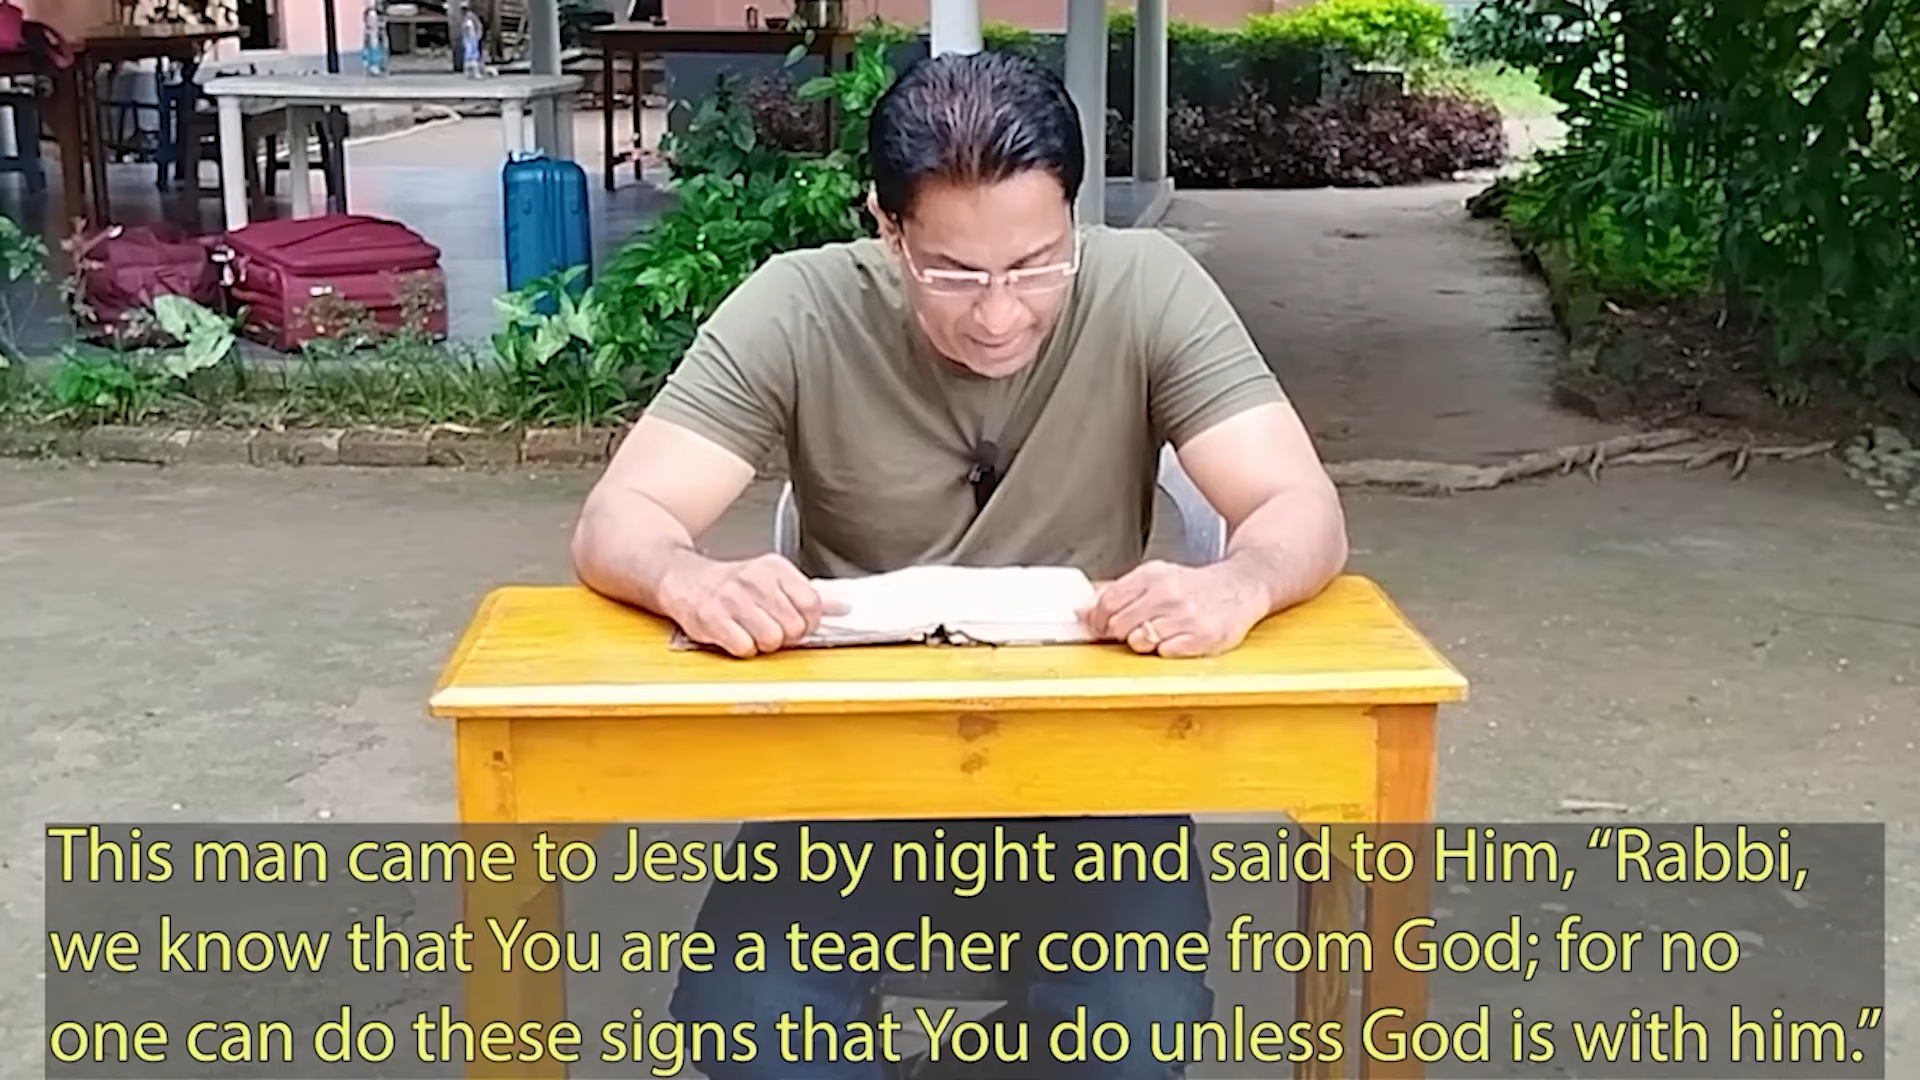 This man came to Jesus by night and said to Him, “Rabbi,
we know that You are a teacher come from God; for no
one can do these signs that You do unless God is with him.”